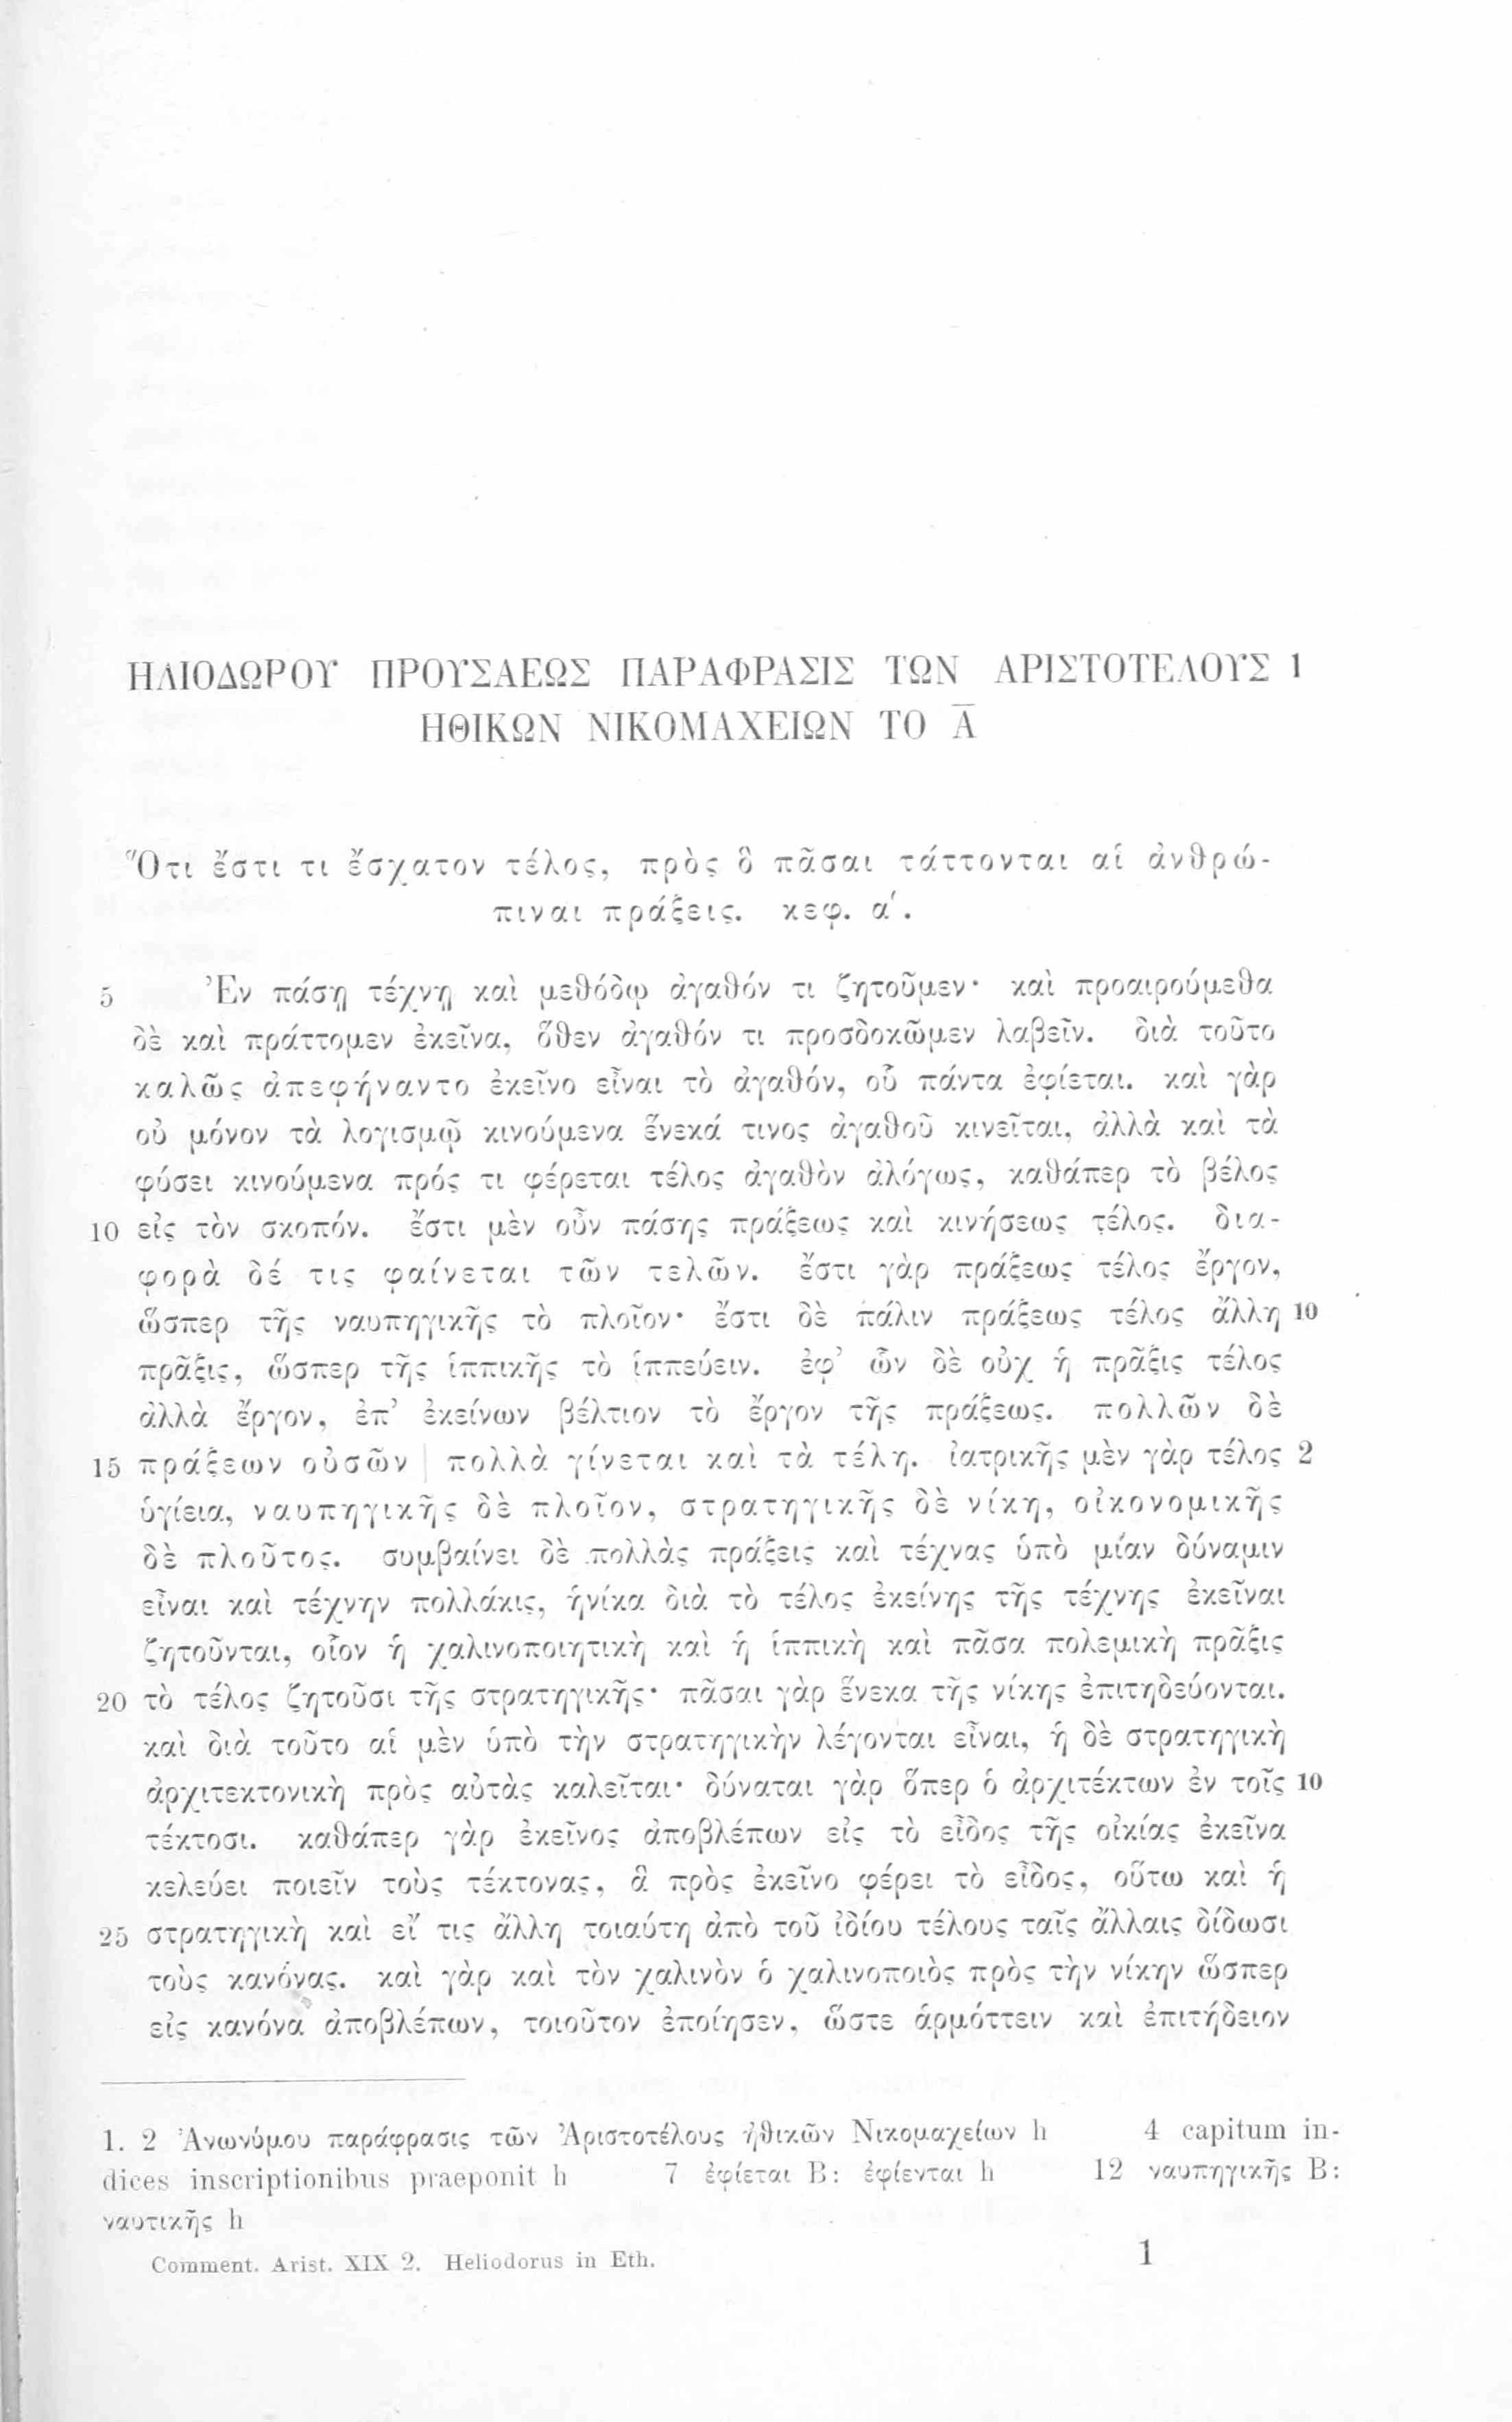 ΗΛΙΟΔΩΡΟΥ ΠΡΟΥΣΑΕΩΣ ΠΑΡΑΦΡΑΣΙΣ ΤΩΝ ΑΡΙΣΤΟΤΕΛΟΥΣ 1
ΗΘΙΚΩΝ ΝΙΚΟΜΑΧΕΙΩΝ ΤΟ Α̅
Ὅτι ἔστι τι ἔσχατον τέλος, πρὸς ὃ πᾶσαι τάττονται αἱ ἀνθρώ-
πιναι πράξεις. κεφ. α΄.
5 Ἐν πάσῃ τέχνῃ καὶ μεθόδῳ ἀγαθόν τι ζητοῦμεν· καὶ προαιρούμεθα
δὲ καὶ πράττομεν ἐκεῖνα, ὅθεν ἀγαθόν τι προσδοκῶμεν λαβεῖν. διὰ τοῦτο
καλῶς ἀπεφήναντο ἐκεῖνο εἶναι τὸ ἀγαθόν, οὗ πάντα ἐφίεται. καὶ γὰρ
οὐ μόνον τὰ λογισμῷ κινούμενα ἕνεκά τινος ἀγαθοῦ κινεῖται, ἀλλὰ καὶ τὰ
φύσει κινούμενα πρός τι φέρεται τέλος ἀγαθὸν ἀλόγως, καθάπερ τὸ βέλος
10 εἰς τὸν σκοπόν. ἔστι μὲν οὖν πάσης πράξεως καὶ κινήσεως τέλος. δια-
φορὰ δέ τις φαίνεται τῶν τελῶν. ἔστι γὰρ πράξεως τέλος ἔργον,
ὥσπερ τῆς ναυπηγικῆς τὸ πλοῖον· ἔστι δὲ πάλιν πράξεως τέλος ἄλλη 10
πρᾶξις, ὥσπερ τῆς ἱππικῆς τὸ ἱππεύειν. ἐφ’ ὧν δὲ οὐχ ἡ πρᾶξις τέλος
ἀλλὰ ἔργον, ἐπ’ ἐκείνων βέλτιον τὸ ἔργον τῆς πράξεως. πολλῶν δὲ
15 πράξεων οὐσῶν | πολλὰ γίνεται καὶ τὰ τέλη. ἰατρικῆς μὲν γὰρ τέλος 2
ὑγίεια, ναυπηγικῆς δὲ πλοῖον, στρατηγικῆς δὲ νίκη, οἰκονομικῆς
δὲ πλοῦτος. συμβαίνει δὲ πολλὰς πράξεις καὶ τέχνας ὑπὸ μίαν δύναμιν
εἶναι καὶ τέχνην πολλάκις, ἡνίκα διὰ τὸ τέλος ἐκείνης τῆς τέχνης ἐκεῖναι
ζητοῦνται, οἷον ἡ χαλινοποιητικὴ καὶ ἡ ἱππικὴ καὶ πᾶσα πολεμικὴ πρᾶξις
20 τὸ τέλος ζητοῦσι τῆς στρατηγικῆς· πᾶσαι γὰρ ἕνεκα τῆς νίκης ἐπιτηδεύονται.
καὶ διὰ τοῦτο αἱ μὲν ὑπὸ τὴν στρατηγικὴν λέγονται εἶναι, ἡ δὲ στρατηγικὴ
ἀρχιτεκτονικὴ πρὸς αὐτὰς καλεῖται· δύναται γὰρ ὅπερ ὁ ἀρχιτέκτων ἐν τοῖς 10
τέκτοσι. καθάπερ γὰρ ἐκεῖνος ἀποβλέπων εἰς τὸ εἶδος τῆς οἰκίας ἐκεῖνα
κελεύει ποιεῖν τοὺς τέκτονας, ἃ πρὸς ἐκεῖνο φέρει τὸ εἶδος, οὕτω καὶ ἡ
25 στρατηγικὴ καὶ εἴ τις ἄλλη τοιαύτη ἀπὸ τοῦ ἰδίου τέλους ταῖς ἄλλαις δίδωσι
τοὺς κανόνας. καὶ γὰρ καὶ τὸν χαλινὸν ὁ χαλινοποιὸς πρὸς τὴν νίκην ὥσπερ
εἰς κανόνα ἀποβλέπων, τοιοῦτον ἐποίησεν, ὥστε ἁρμόττειν καὶ ἐπιτήδειον
1. 2 Ἀνωνύμου παράφρασις τῶν Ἀριστοτέλους ἠθικῶν Νικομαχείων h 4 capitum in-
dices inscriptionibus praeponit h 7 ἐφίεται B: ἐφίενται h 12 ναυπηγικῆς B:
ναυτικῆς h
Comment. Arist. XIX 2. Heliodorus in Eth. 1